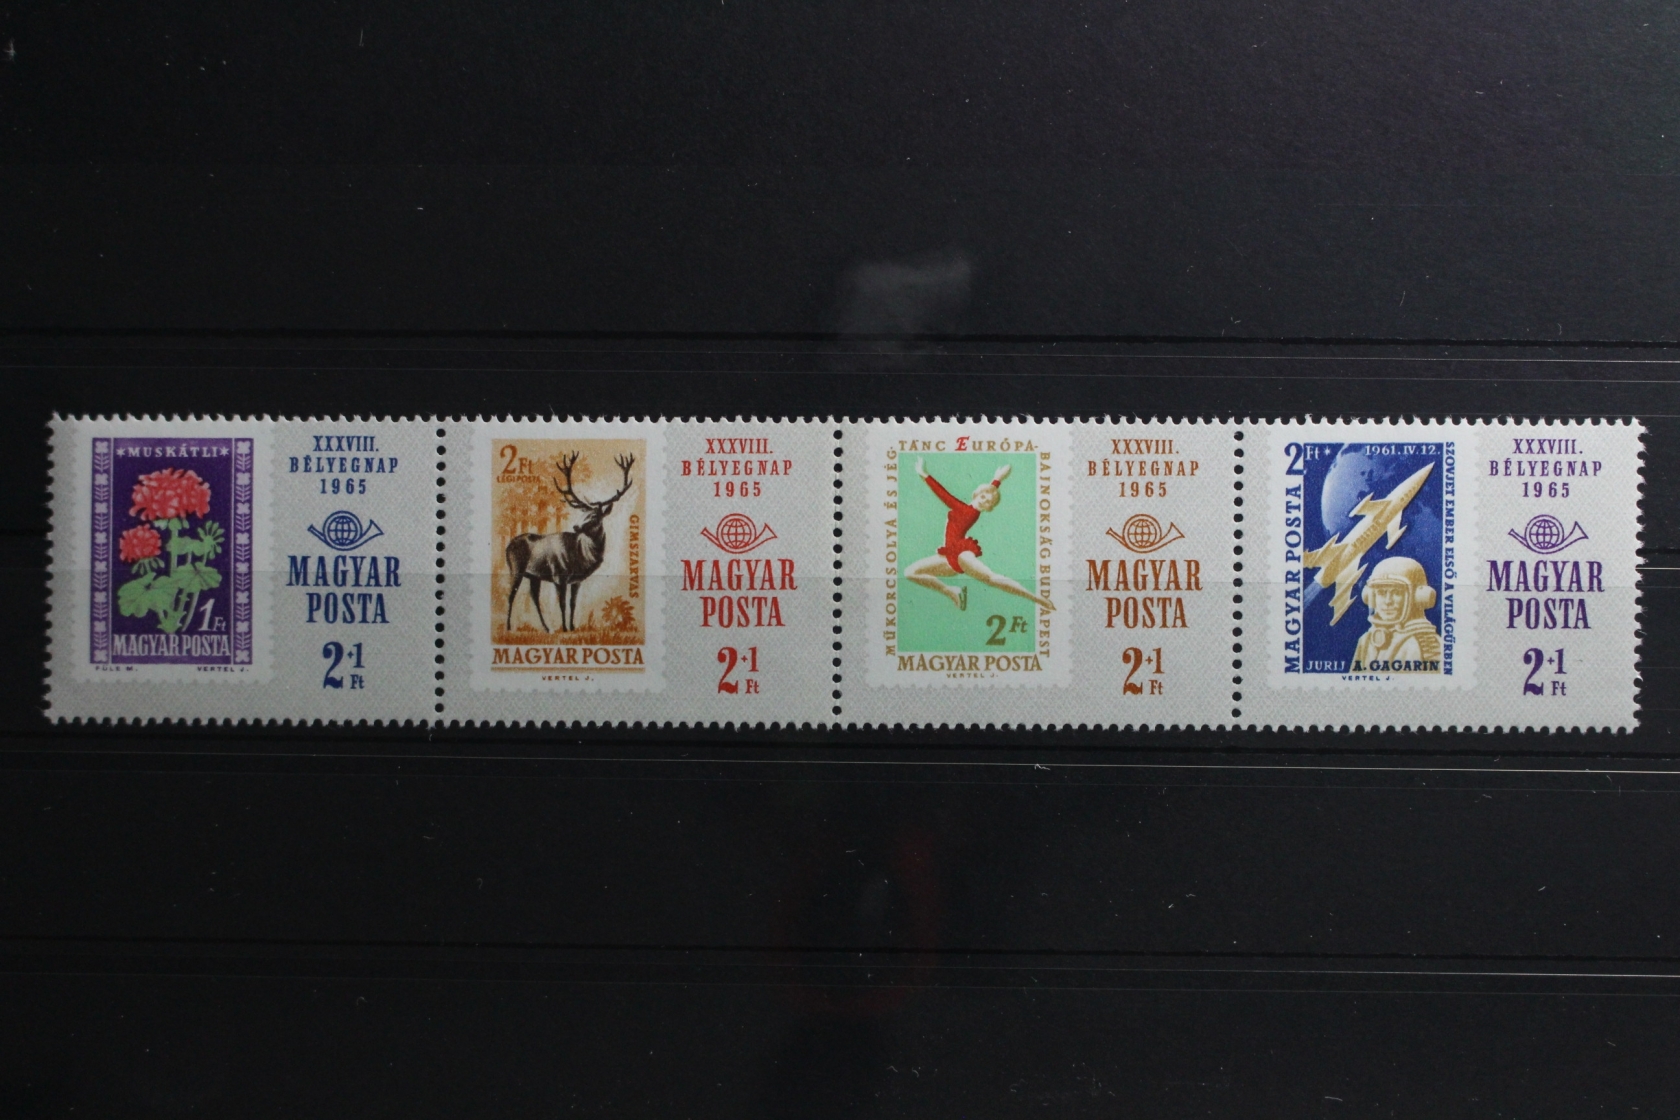 *MUSKÁTLI*
1Ft
MAGYAR POSTA
FÜLE M. VERTEL J.
XXXVIII.
BÉLYEGNAP
1965
MAGYAR
POSTA
2+1
Ft
2Ft
LÉGIPOSTA
GIMSZARVAS
MAGYAR POSTA
VERTEL J.
XXXVIII.
BÉLYEGNAP
1965
MAGYAR
POSTA
2+1
Ft
MŰKORCSOLYA ÉS JÉG-
TÁNC EURÓPA-
BAJNOKSÁG BUDAPEST
2Ft
MAGYAR POSTA
VERTEL J.
XXXVIII.
BÉLYEGNAP
1965
MAGYAR
POSTA
2+1
Ft
2Ft * 1961.IV.12.
MAGYAR POSTA
SZOVJET EMBER ELSŐ A VILÁGŰRBEN
JURIJ A. GAGARIN
VERTEL J.
XXXVIII.
BÉLYEGNAP
1965
MAGYAR
POSTA
2+1
Ft